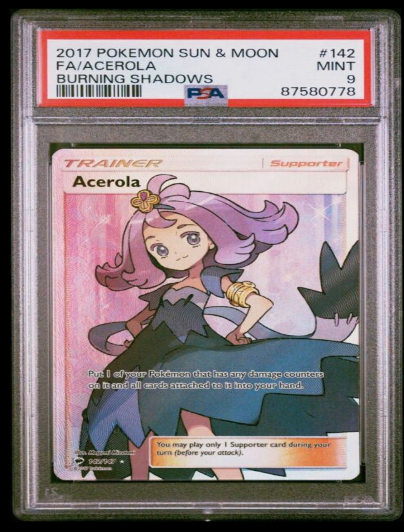 2017 POKEMON SUN & MOON #142
FA/ACEROLA MINT
BURNING SHADOWS 9
PSA 87580778
TRAINER Supporter
Acerola
Put 1 of your Pokémon that has any damage counters
on it and all cards attached to it into your hand.
You may play only 1 Supporter card during your
turn (before your attack).
142/147